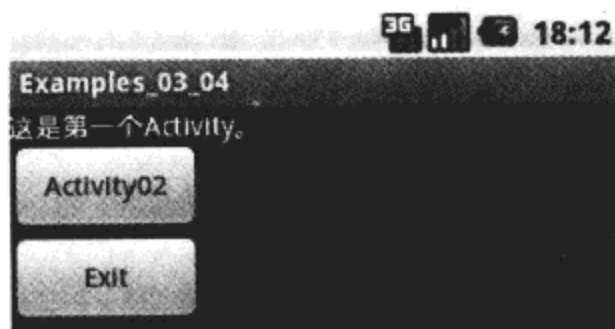 3G 18:12
Examples_03_04
这是第一个Activity。
Activity02
Exit